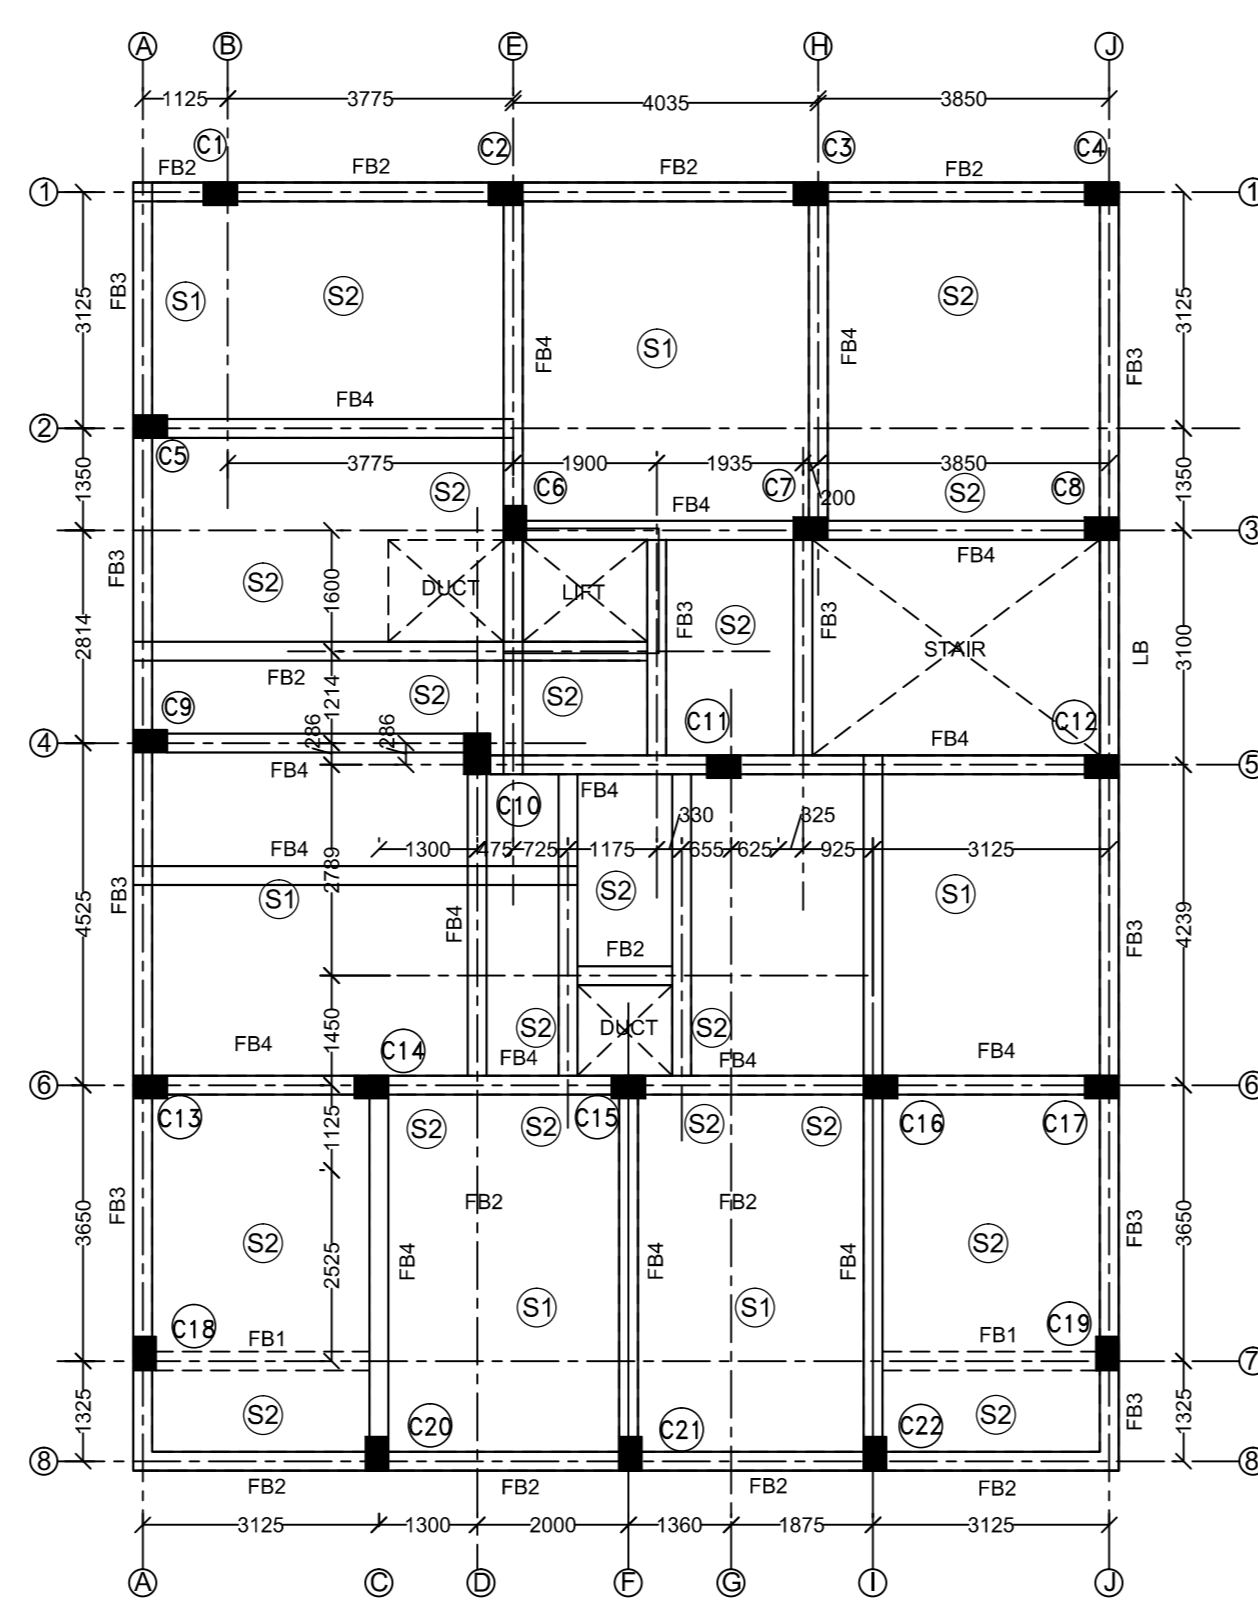 A B E H J
1125 3775 4035 3850
C1 C2 C3 C4
FB2 FB2 FB2 FB2
1 1
FB3 S1 S2 S2
3125 3125
FB4 S1 FB4 FB3
FB4
2
C5 3775 1900 1935 3850
1350 S2 C6 C7 200 S2 C8 1350
FB4
3
FB3 S2 1600 DUCT LIFT FB4
FB3 S2 FB3
2814 STAIR LB 3100
FB2 S2 S2
C9 1214 C11 C12
286 286 FB4
4 5
FB4 FB4
C10
330 325
FB4 1300 475 725 1175 655 625 925 3125
2789
FB3 S1 S2 S1
4525 FB4 4239
FB3
FB2
1450 S2 DUCT S2
FB4 C14 FB4 FB4 FB4
6 6
C13 1125 S2 S2 C15 S2 S2 C16 C17
FB3 FB2 FB2 FB3
3650 S2 S2 3650
2525 FB4 FB4 FB4
S1 S1
C18 FB1 FB1 C19
7
1325 S2 C20 C21 C22 S2 FB3 1325
8 8
FB2 FB2 FB2 FB2
3125 1300 2000 1360 1875 3125
A C D F G I J